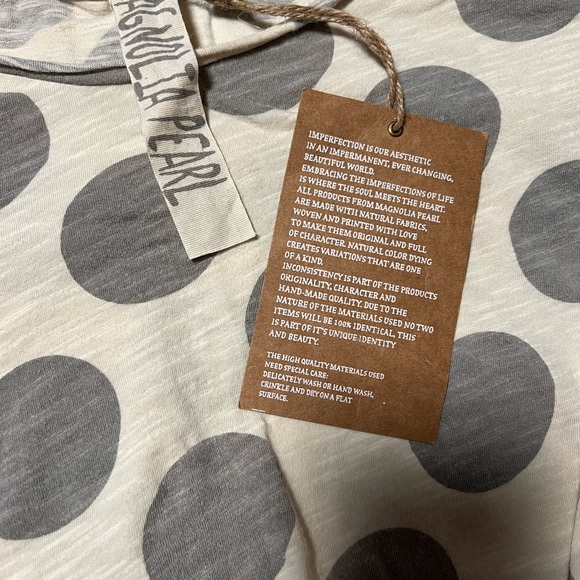 MAGNOLIA PEARL
IMPERFECTION IS OUR AESTHETIC
IN AN IMPERMANENT, EVER CHANGING,
BEAUTIFUL WORLD.
EMBRACING THE IMPERFECTIONS OF LIFE
IS WHERE THE SOUL MEETS THE HEART.
ALL PRODUCTS FROM MAGNOLIA PEARL
ARE MADE WITH NATURAL FABRICS,
WOVEN AND PRINTED WITH LOVE
TO MAKE THEM ORIGINAL AND FULL
OF CHARACTER. NATURAL COLOR DYING
CREATES VARIATIONS THAT ARE ONE
OF A KIND.
INCONSISTENCY IS PART OF THE PRODUCTS
ORIGINALITY, CHARACTER AND
HAND-MADE QUALITY. DUE TO THE
NATURE OF THE MATERIALS USED NO TWO
ITEMS WILL BE 100% IDENTICAL, THIS
IS PART OF IT'S UNIQUE IDENTITY
AND BEAUTY.
THE HIGH QUALITY MATERIALS USED
NEED SPECIAL CARE:
DELICATELY WASH OR HAND WASH,
CRINKLE AND DRY ON A FLAT
SURFACE.